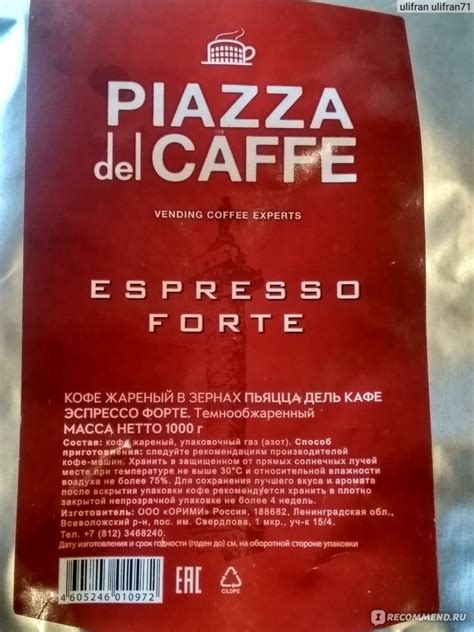 ulifran ulifran71
PIAZZA
del CAFFE
VENDING COFFEE EXPERTS
ESPRESSO
FORTE
КОФЕ ЖАРЕНЫЙ В ЗЕРНАХ ПЬЯЦЦА ДЕЛЬ КАФЕ
ЭСПРЕССО ФОРТЕ. Темнообжаренный
МАССА НЕТТО 1000 г
Состав: кофе жареный, упаковочный газ (азот). Способ
приготовления: следуйте рекомендациям производителей
кофе-машин. Хранить в защищенном от прямых солнечных лучей
месте при температуре не выше 30°С и относительной влажности
воздуха не более 75%. Для сохранения лучшего вкуса и аромата
после вскрытия упаковки кофе рекомендуется хранить в плотно
закрытой непрозрачной упаковке не более 4 недель.
Изготовитель: ООО «ОРИМИ» Россия, 188682, Ленинградская обл.,
Всеволожский р-н, пос. им. Свердлова, 1 мкр., уч-к 15/4.
Тел. +7 (812) 3468240.
Дату изготовления и срок годности (годен до) см. на оборотной стороне упаковки
4 605246 010972
EAC
C/LDPE
IRECOMMEND.RU